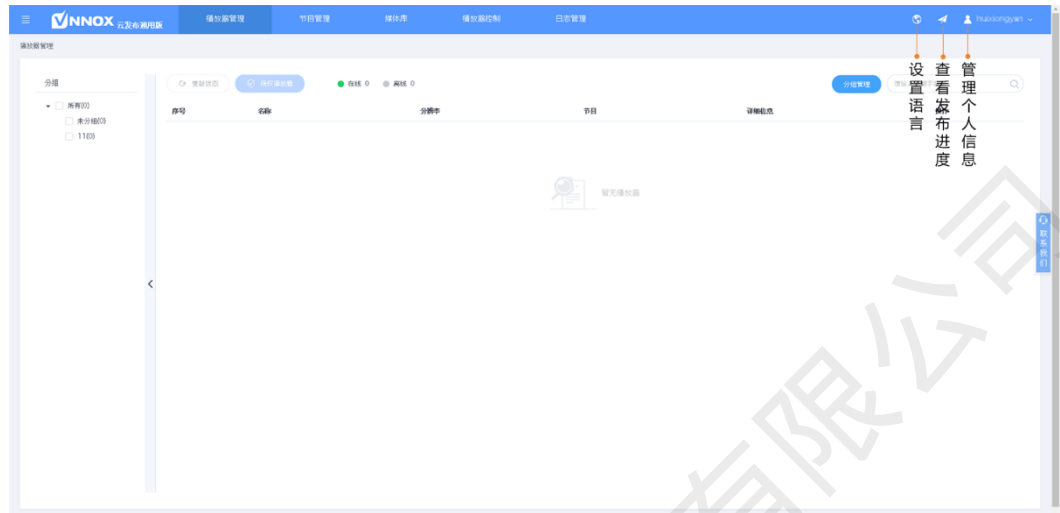 VNNOX 云发布通用版
播放器管理
节目管理
媒体库
播放器控制
日志管理
huxiongyan
播放器管理
设置语言
查看发布进度
管理个人信息
分组
更新状态
在线 0
离线 0
分组管理
所有(0)
未分组(0)
11(0)
序号
名称
分辨率
节目
详细信息
暂无播放器
联系我们
有限公司